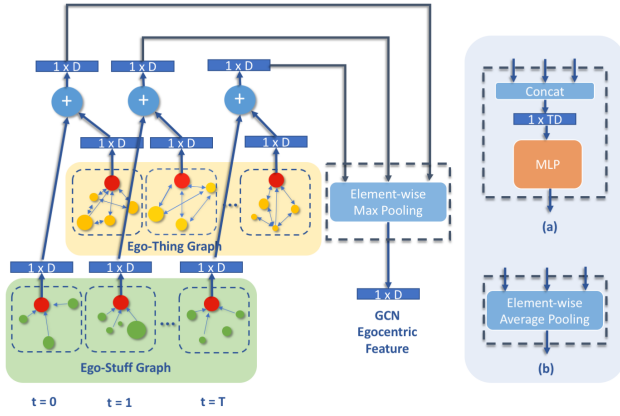 1 x D
1 x D
1 x D
+
+
+
1 x D
1 x D
1 x D
...
Ego-Thing Graph
1 x D
1 x D
1 x D
...
Ego-Stuff Graph
t = 0
t = 1
t = T
Element-wise
Max Pooling
1 x D
GCN
Egocentric
Feature
Concat
1 x TD
MLP
(a)
Element-wise
Average Pooling
(b)